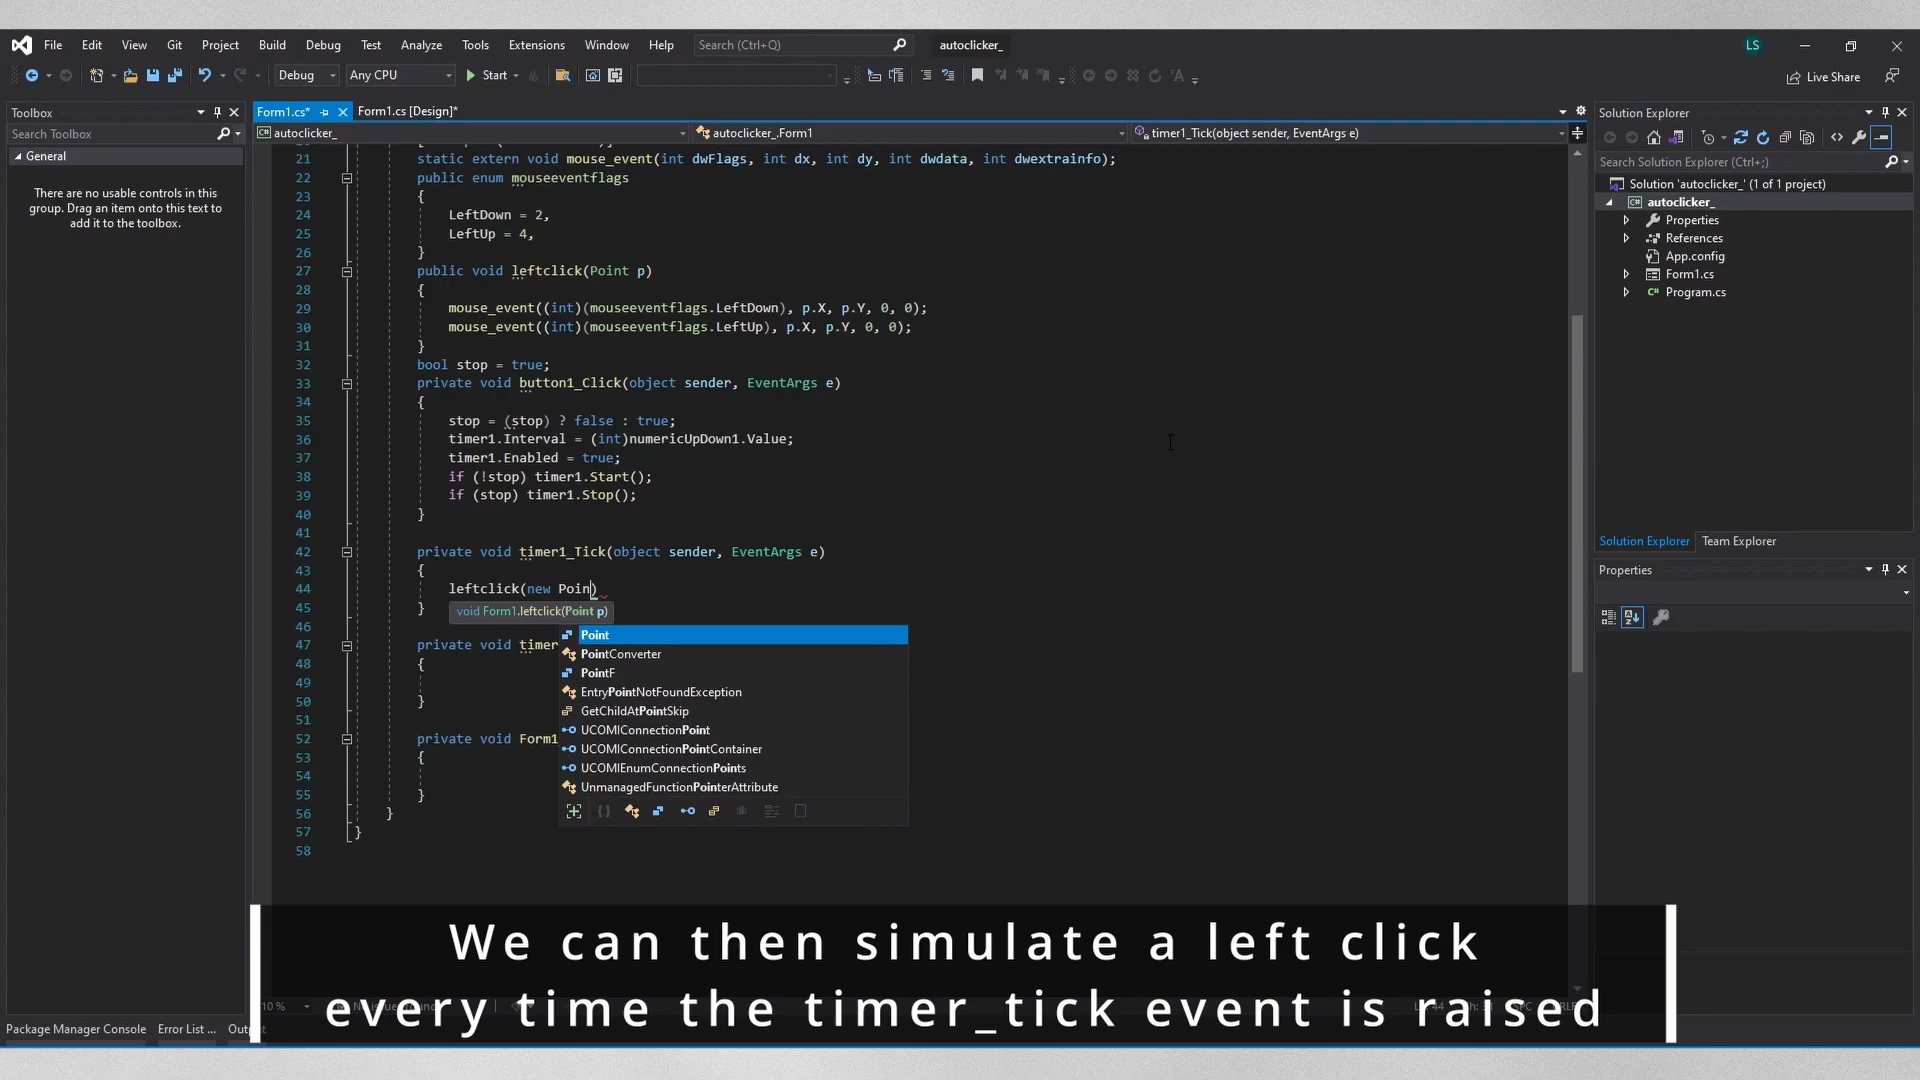 File Edit View Git Project Build Debug Test Analyze Tools Extensions Window Help Search (Ctrl+Q) autoclicker_ LS
Debug Any CPU Start Live Share
Toolbox
Search Toolbox
General
There are no usable controls in this
group. Drag an item onto this text to
add it to the toolbox.
Form1.cs* Form1.cs [Design]*
autoclicker_ autoclicker_.Form1 timer1_Tick(object sender, EventArgs e)
21 static extern void mouse_event(int dwFlags, int dx, int dy, int dwdata, int dwextrainfo);
22 public enum mouseeventflags
23 {
24 LeftDown = 2,
25 LeftUp = 4,
26 }
27 public void leftclick(Point p)
28 {
29 mouse_event((int)(mouseeventflags.LeftDown), p.X, p.Y, 0, 0);
30 mouse_event((int)(mouseeventflags.LeftUp), p.X, p.Y, 0, 0);
31 }
32 bool stop = true;
33 private void button1_Click(object sender, EventArgs e)
34 {
35 stop = (stop) ? false : true;
36 timer1.Interval = (int)numericUpDown1.Value;
37 timer1.Enabled = true;
38 if (!stop) timer1.Start();
39 if (stop) timer1.Stop();
40 }
41
42 private void timer1_Tick(object sender, EventArgs e)
43 {
44 leftclick(new Poin)
45 }
void Form1.leftclick(Point p)
46
47 private void timer
48 {
49
50 }
51
52 private void Form1
53 {
54
55 }
56 }
57 }
58
Point
PointConverter
PointF
EntryPointNotFoundException
GetChildAtPointSkip
UCOMIConnectionPoint
UCOMIConnectionPointContainer
UCOMIEnumConnectionPoints
UnmanagedFunctionPointerAttribute
Solution Explorer
Search Solution Explorer (Ctrl+;)
Solution 'autoclicker_' (1 of 1 project)
autoclicker_
Properties
References
App.config
Form1.cs
Program.cs
Solution Explorer Team Explorer
Properties
We can then simulate a left click
every time the timer_tick event is raised
Package Manager Console Error List ...